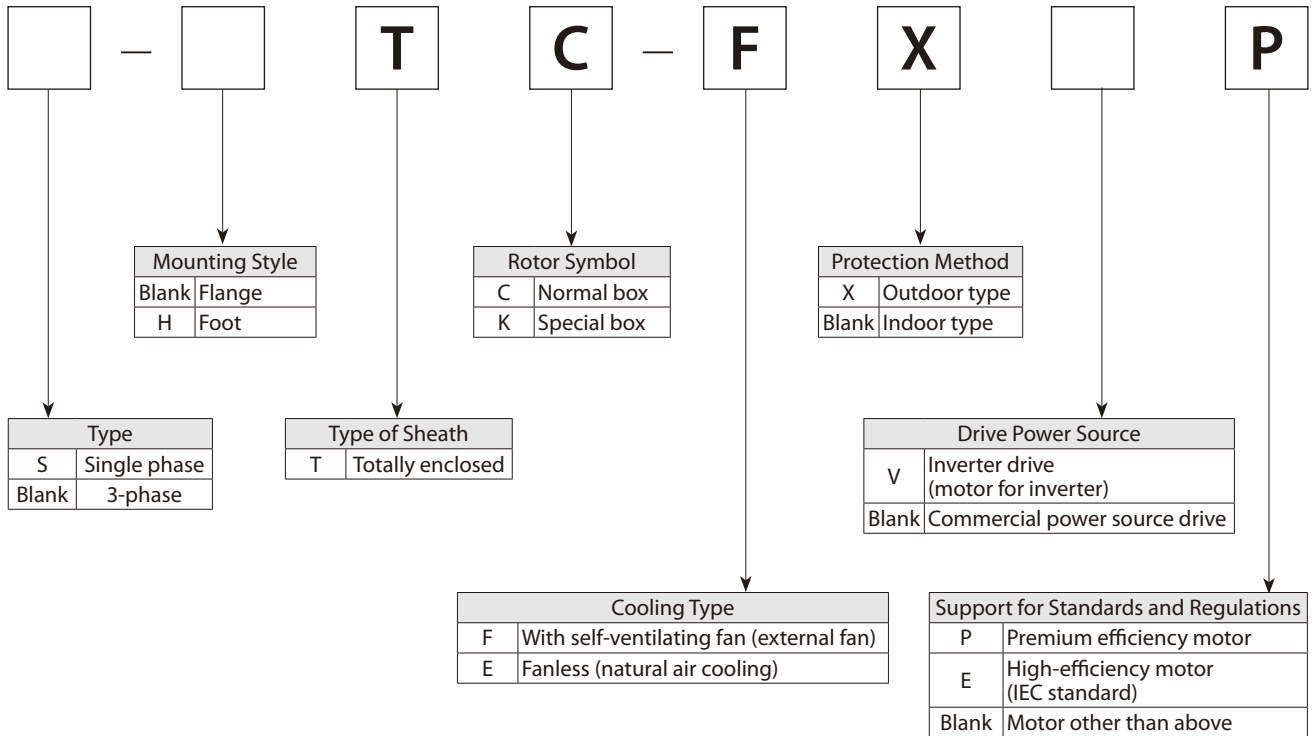 — T C — F X P
Mounting Style
Blank Flange
H Foot
Rotor Symbol
C Normal box
K Special box
Protection Method
X Outdoor type
Blank Indoor type
Type
S Single phase
Blank 3-phase
Type of Sheath
T Totally enclosed
Drive Power Source
V Inverter drive
(motor for inverter)
Blank Commercial power source drive
Cooling Type
F With self-ventilating fan (external fan)
E Fanless (natural air cooling)
Support for Standards and Regulations
P Premium efficiency motor
E High-efficiency motor
(IEC standard)
Blank Motor other than above